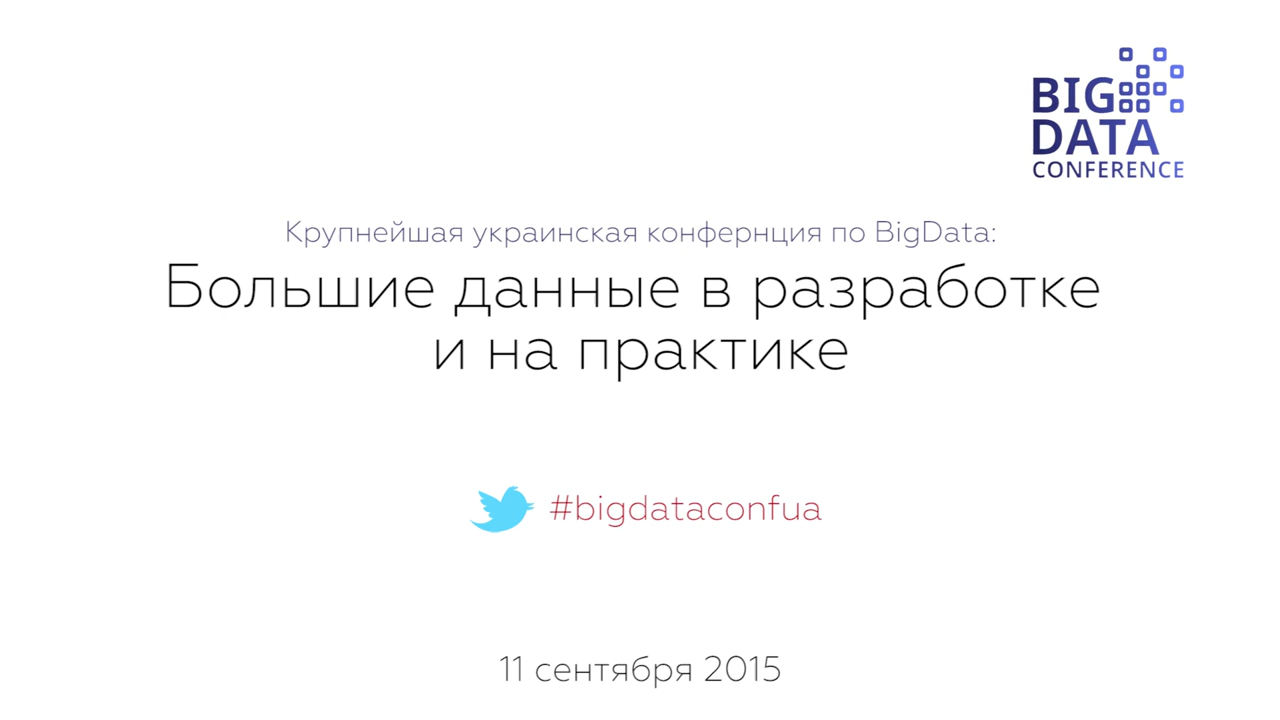 BIG
DATA
CONFERENCE
Крупнейшая украинская конфернция по BigData:
Большие данные в разработке
и на практике
#bigdataconfua
11 сентября 2015